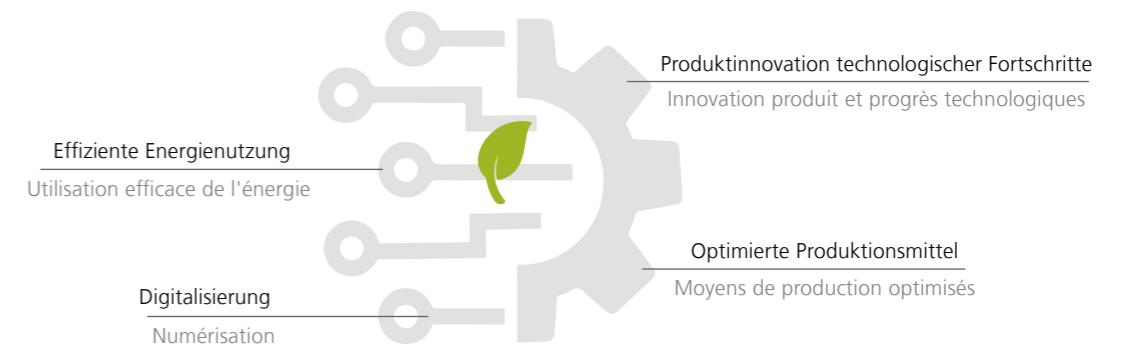 Produktinnovation technologischer Fortschritte
Innovation produit et progrès technologiques
Effiziente Energienutzung
Utilisation efficace de l'énergie
Optimierte Produktionsmittel
Moyens de production optimisés
Digitalisierung
Numérisation